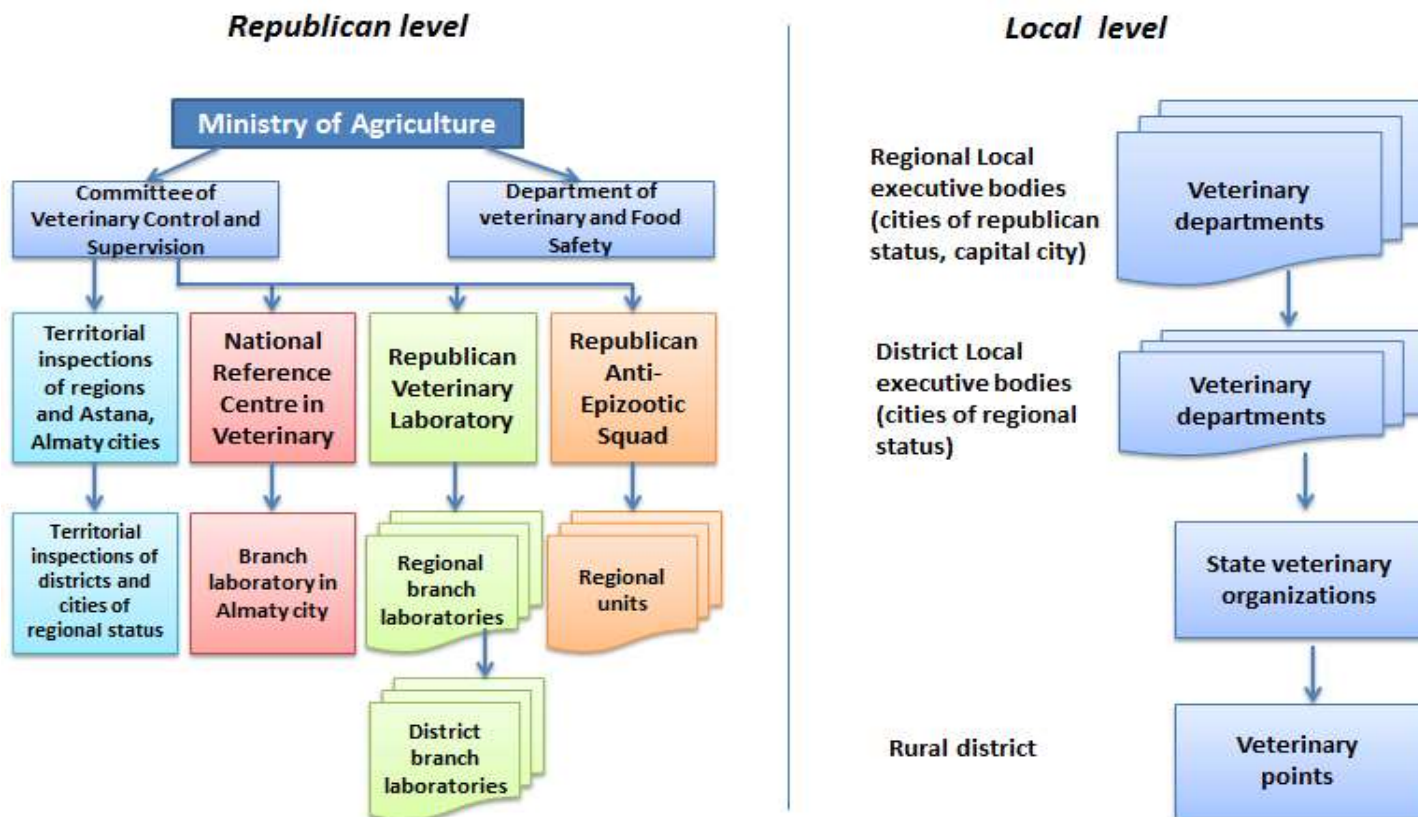 Republican level
Ministry of Agriculture
Committee of
Veterinary Control and
Supervision
Department of
veterinary and Food
Safety
Territorial
inspections
of regions
and Astana,
Almaty cities
National
Reference
Centre in
Veterinary
Republican
Veterinary
Laboratory
Republican
Anti-
Epizootic
Squad
Territorial
inspections of
districts and
cities of
regional status
Branch
laboratory in
Almaty city
Regional
branch
laboratories
Regional
units
District
branch
laboratories
Local level
Regional Local
executive bodies
(cities of republican
status, capital city)
Veterinary
departments
District Local
executive bodies
(cities of regional
status)
Veterinary
departments
State veterinary
organizations
Rural district
Veterinary
points